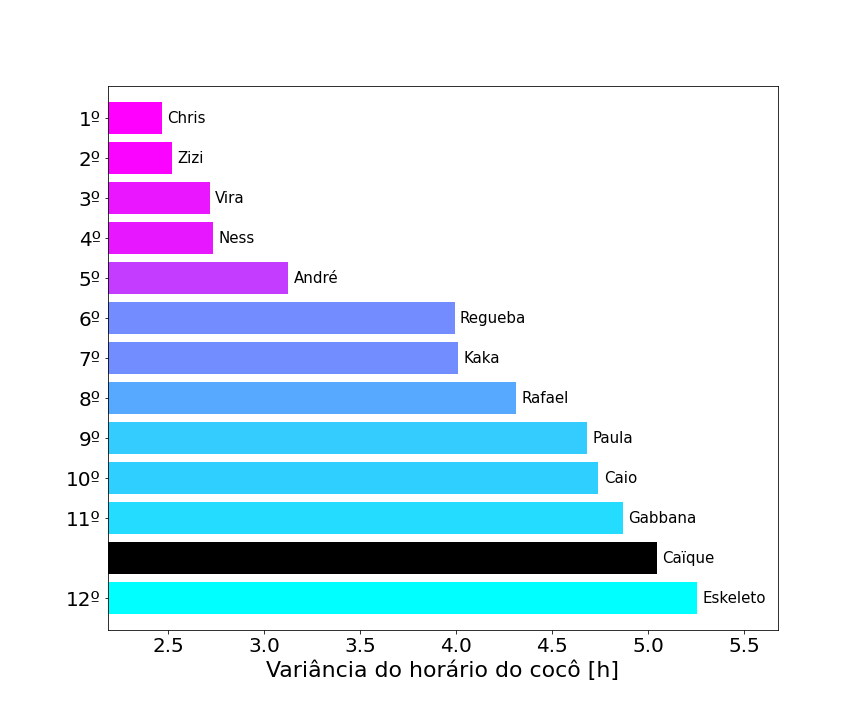 1º Chris
2º Zizi
3º Vira
4º Ness
5º André
6º Regueba
7º Kaka
8º Rafael
9º Paula
10º Caio
11º Gabbana
Caïque
12º Eskeleto
2.5 3.0 3.5 4.0 4.5 5.0 5.5
Variância do horário do cocô [h]